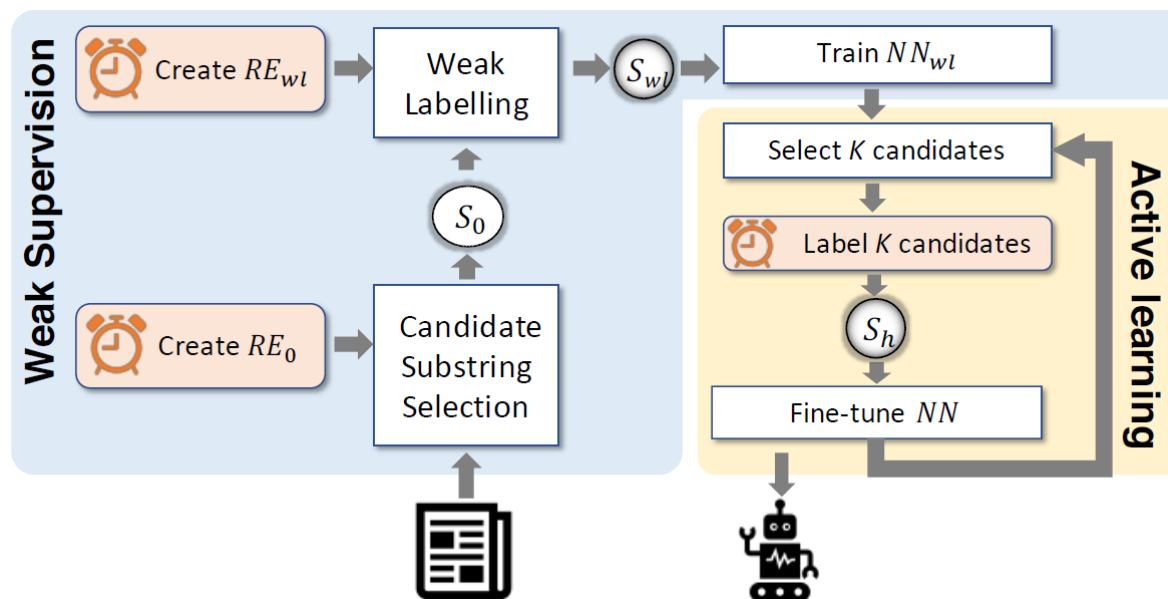 Weak Supervision
Create RE_wl
Weak
Labelling
S_wl
Train NN_wl
S_0
Create RE_0
Candidate
Substring
Selection
Select K candidates
Label K candidates
S_h
Fine-tune NN
Active learning